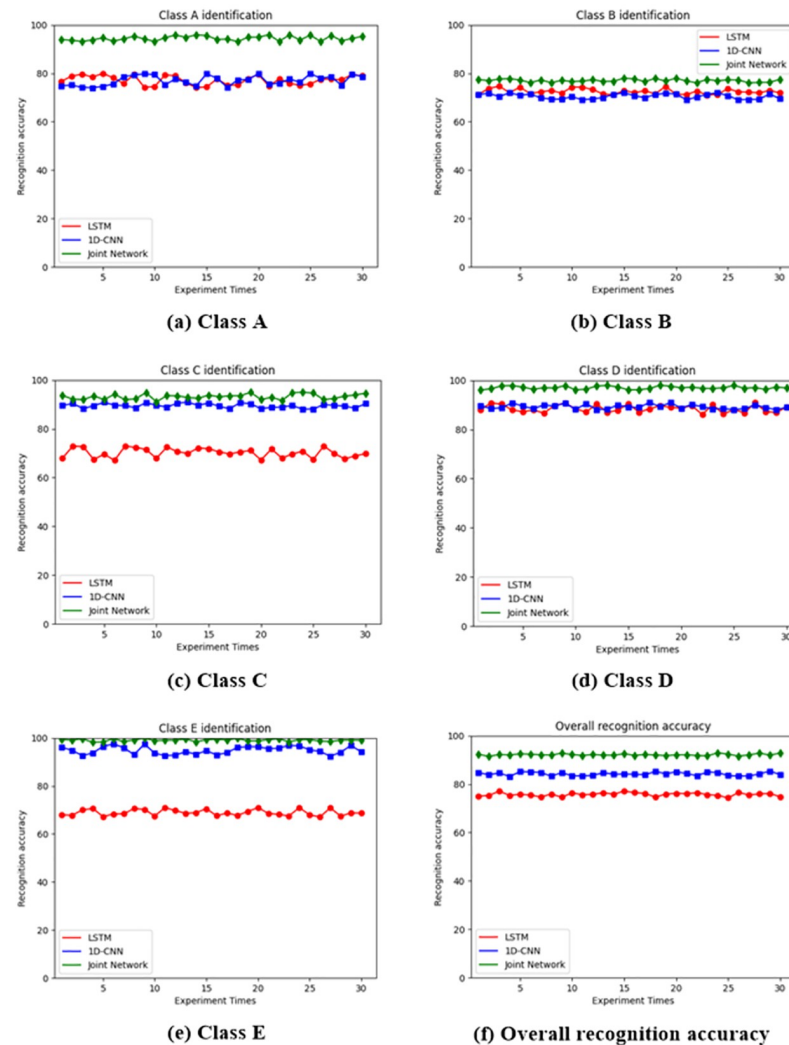 Class A identification
100
80
60
40
20
0
Recognition accuracy
LSTM
1D-CNN
Joint Network
5 10 15 20 25 30
Experiment Times
(a) Class A
Class B identification
100
80
60
40
20
0
Recognition accuracy
LSTM
1D-CNN
Joint Network
5 10 15 20 25 30
Experiment Times
(b) Class B
Class C identification
100
80
60
40
20
0
Recognition accuracy
LSTM
1D-CNN
Joint Network
5 10 15 20 25 30
Experiment Times
(c) Class C
Class D identification
100
80
60
40
20
0
Recognition accuracy
LSTM
1D-CNN
Joint Network
5 10 15 20 25 30
Experiment Times
(d) Class D
Class E identification
100
80
60
40
20
0
Recognition accuracy
LSTM
1D-CNN
Joint Network
5 10 15 20 25 30
Experiment Times
(e) Class E
Overall recognition accuracy
100
80
60
40
20
0
Recognition accuracy
LSTM
1D-CNN
Joint Network
5 10 15 20 25 30
Experiment Times
(f) Overall recognition accuracy